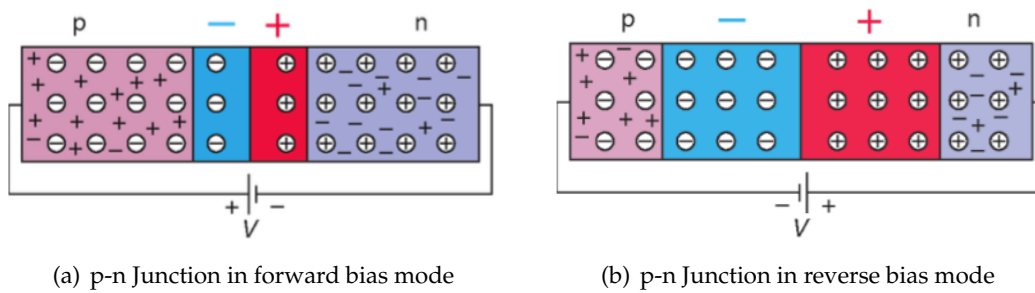 p − + n
p − + n
+ −
V
− +
V
(a) p-n Junction in forward bias mode
(b) p-n Junction in reverse bias mode